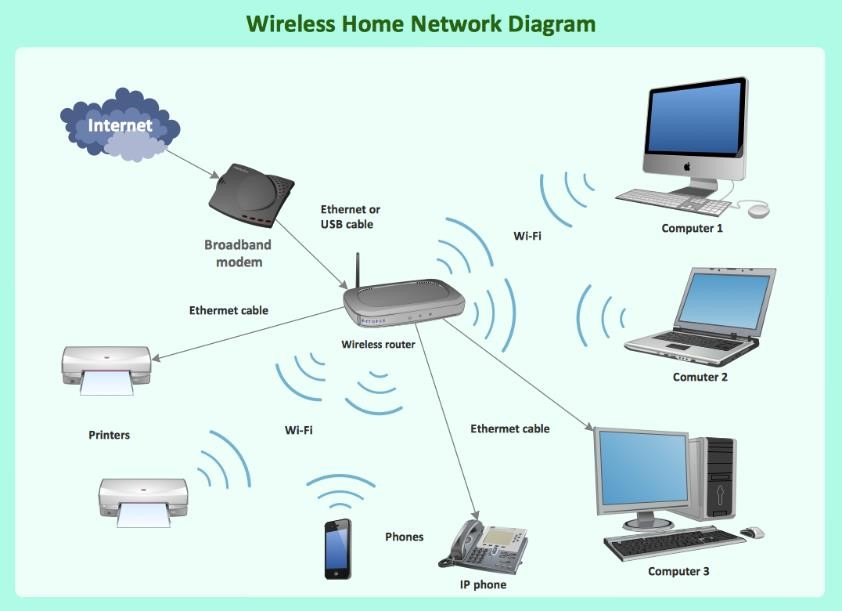 Wireless Home Network Diagram
Internet
Broadband
modem
Ethernet or
USB cable
Wi-Fi
Computer 1
Ethermet cable
Wireless router
Comuter 2
Printers
Wi-Fi
Ethermet cable
Phones
IP phone
Computer 3